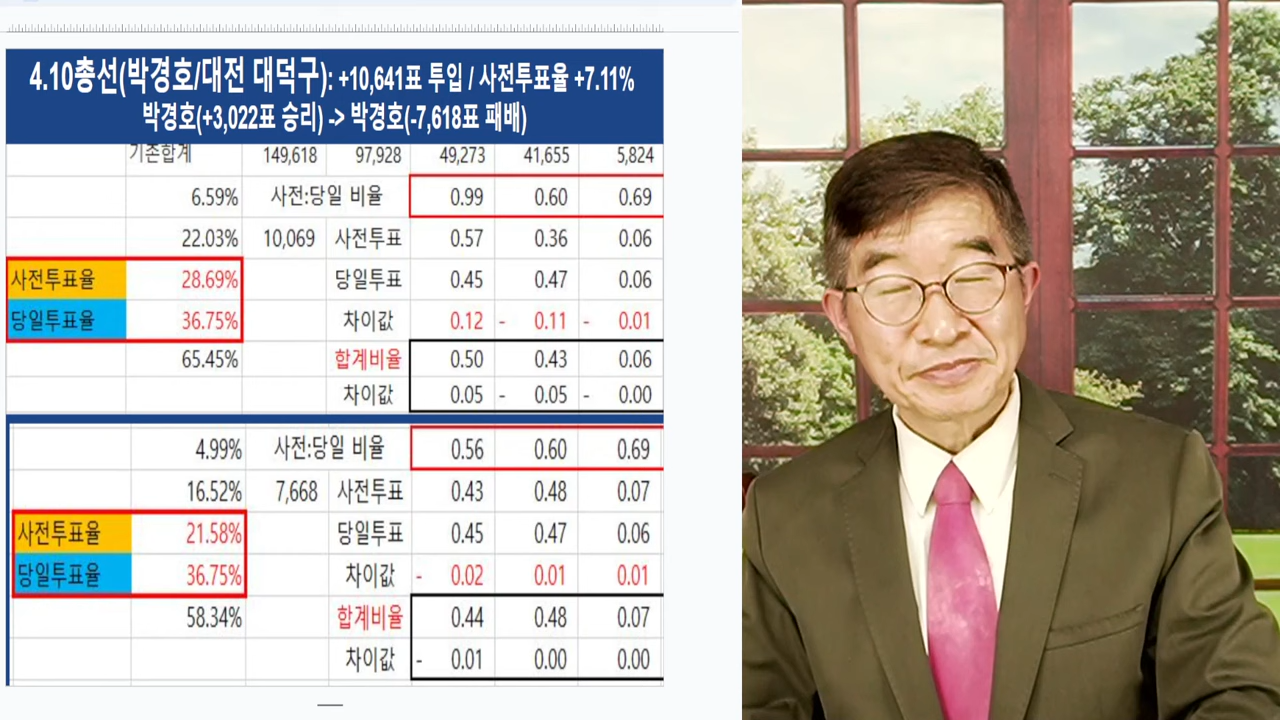 4.10총선(박경호/대전 대덕구): +10,641표 투입 / 사전투표율 +7.11%
박경호(+3,022표 승리) -> 박경호(-7,618표 패배)
기존합계 149,618 97,928 49,273 41,655 5,824
6.59% 사전:당일 비율 0.99 0.60 0.69
22.03% 10,069 사전투표 0.57 0.36 0.06
사전투표율 28.69% 당일투표 0.45 0.47 0.06
당일투표율 36.75% 차이값 0.12 - 0.11 - 0.01
65.45% 합계비율 0.50 0.43 0.06
차이값 0.05 - 0.05 - 0.00
4.99% 사전:당일 비율 0.56 0.60 0.69
16.52% 7,668 사전투표 0.43 0.48 0.07
사전투표율 21.58% 당일투표 0.45 0.47 0.06
당일투표율 36.75% 차이값 - 0.02 0.01 0.01
58.34% 합계비율 0.44 0.48 0.07
차이값 - 0.01 0.00 0.00